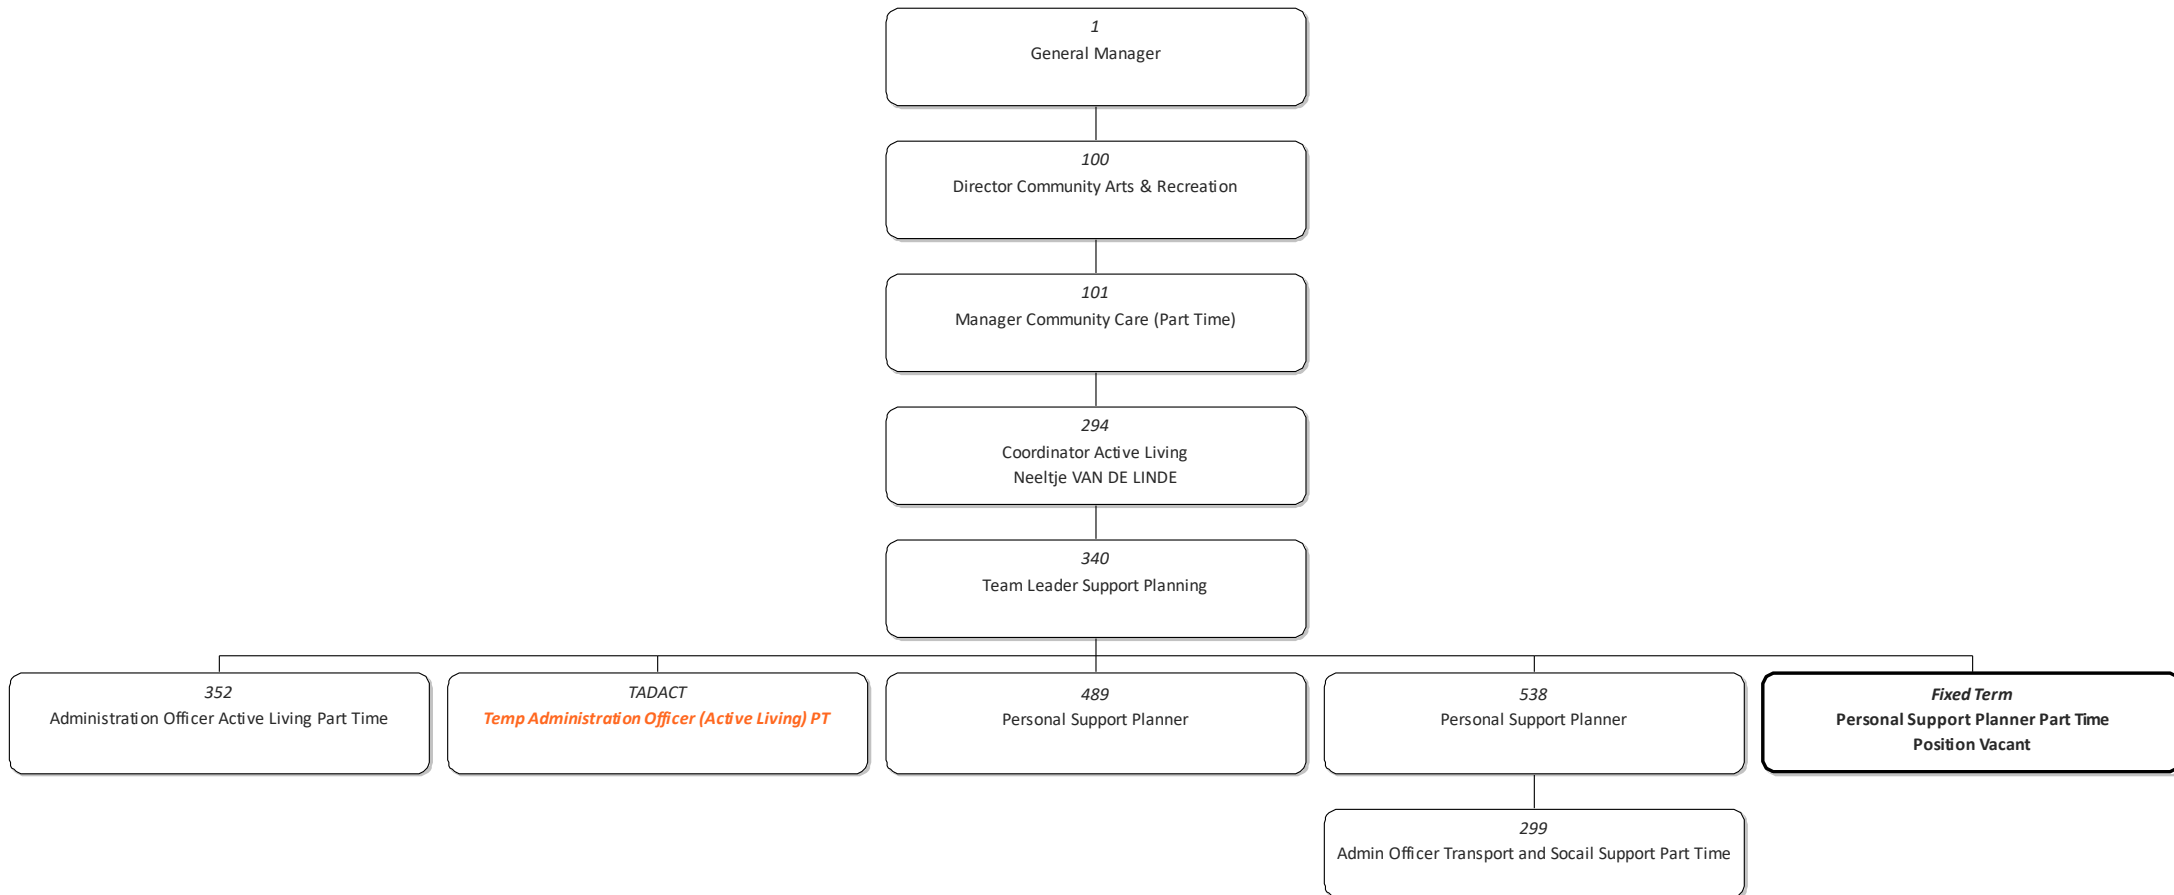 1
General Manager
100
Director Community Arts & Recreation
101
Manager Community Care (Part Time)
294
Coordinator Active Living
Neeltje VAN DE LINDE
340
Team Leader Support Planning
352
Administration Officer Active Living Part Time
TADACT
Temp Administration Officer (Active Living) PT
489
Personal Support Planner
538
Personal Support Planner
Fixed Term
Personal Support Planner Part Time
Position Vacant
299
Admin Officer Transport and Socail Support Part Time